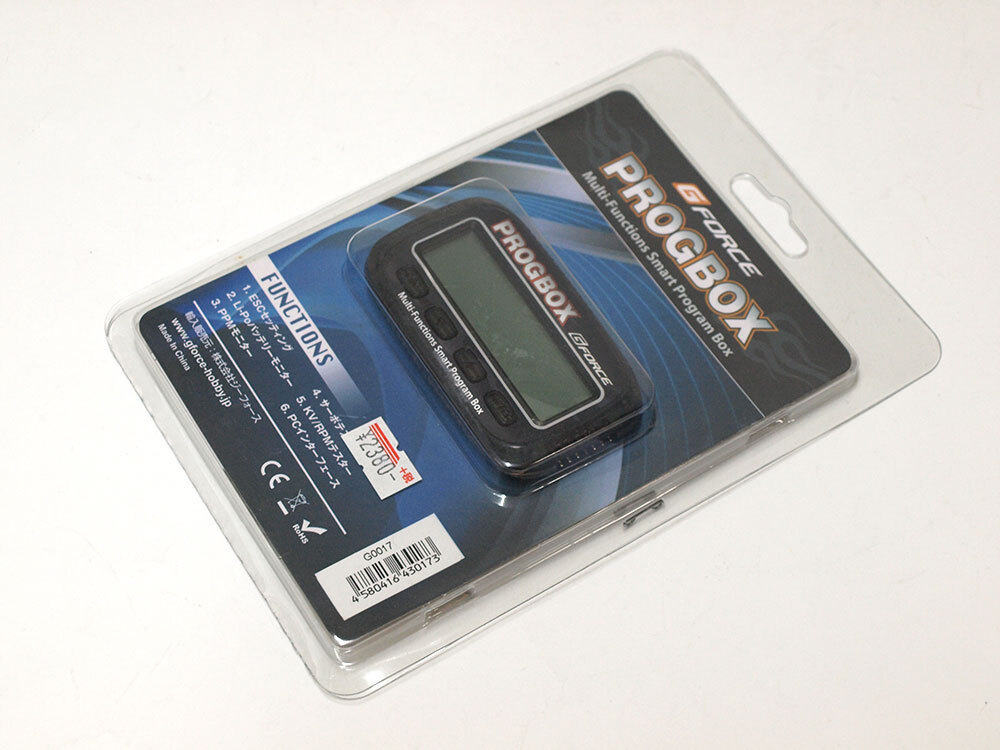 G FORCE
PROGBOX
Multi-Functions Smart Program Box
PROGBOX
G FORCE
Multi-Functions Smart Program Box
FUNCTIONS
1. ESCセッティング
2. Li-Poバッテリーモニター
3. PPMモニター
4. サーボテス
5. KV/RPMテスター
6. PCインターフェース
輸入販売元:株式会社ジーフォース
www.gforce-hobby.jp
Made In China
¥2380-
+税
CE
RoHS
G0017
4 580416 430173